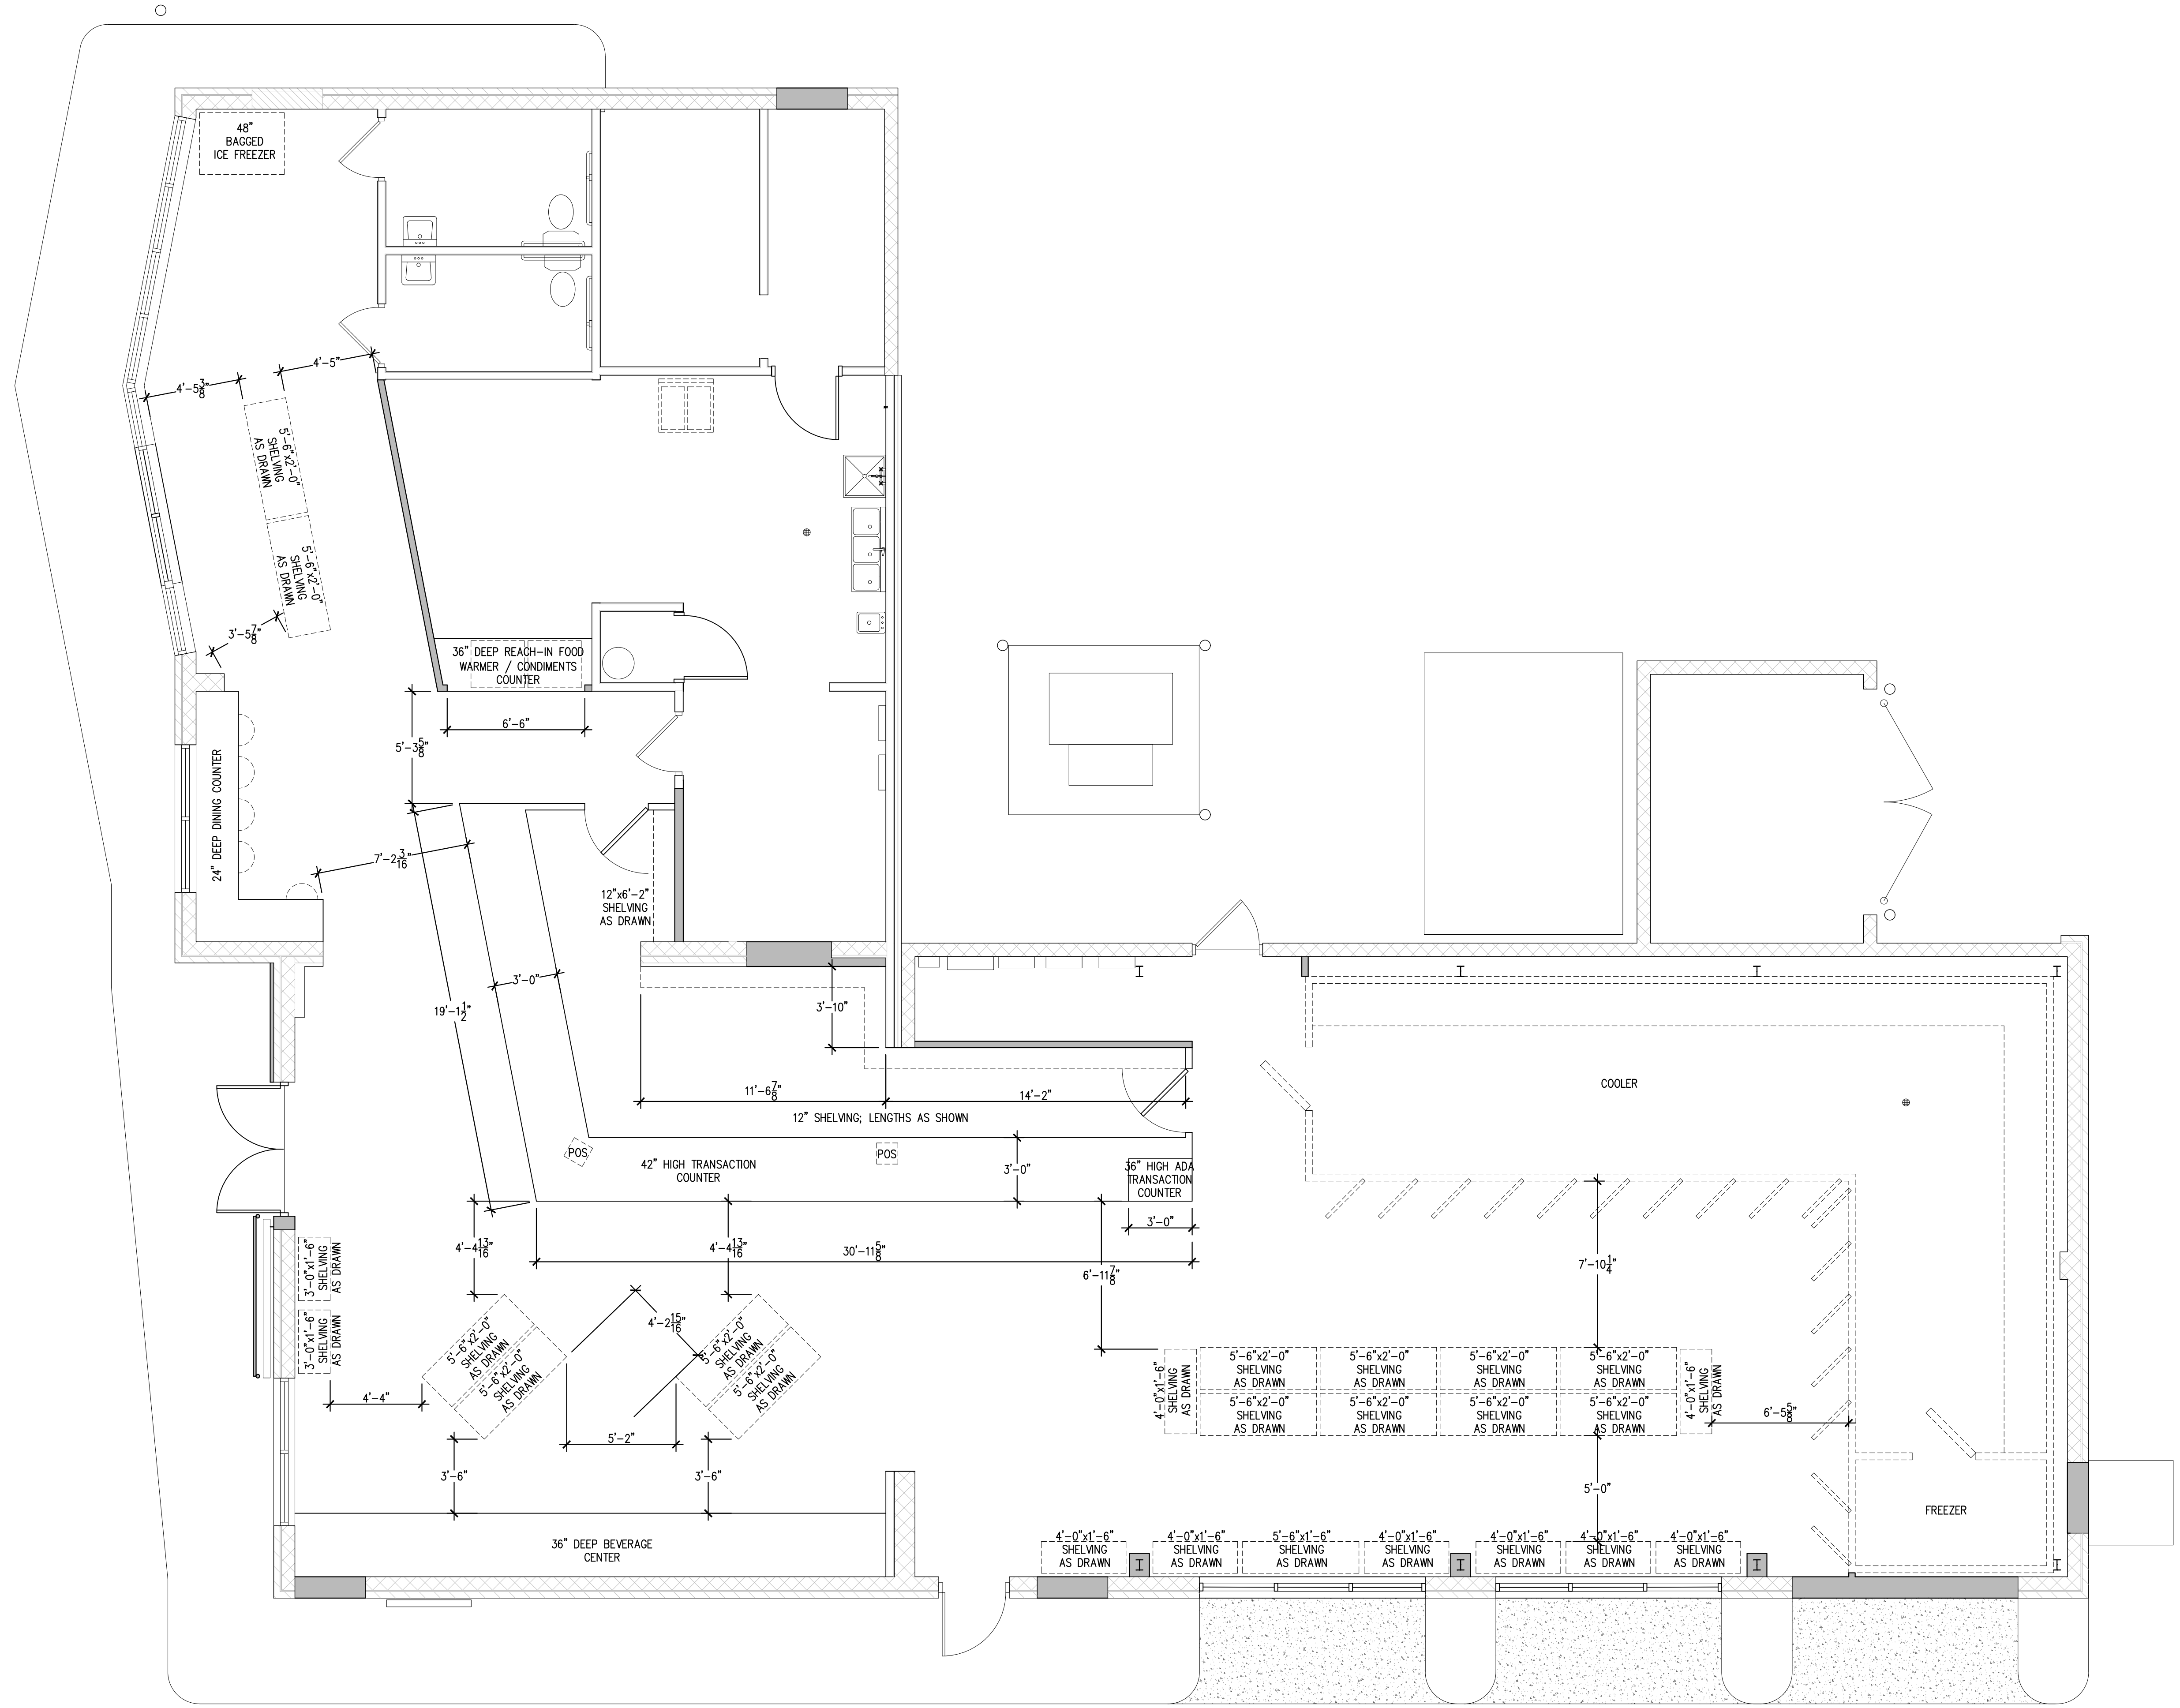 48"
BAGGED
ICE FREEZER
4'-5"
4'-5 3/8"
5'-6"x2'-0"
SHELVING
AS DRAWN
5'-6"x2'-0"
SHELVING
AS DRAWN
3'-5 7/8"
36" DEEP REACH-IN FOOD
WARMER / CONDIMENTS
COUNTER
6'-6"
5'-3 5/8"
24" DEEP DINING COUNTER
7'-2 3/16"
12"x6'-2"
SHELVING
AS DRAWN
3'-0"
19'-1 1/2"
3'-10"
11'-6 7/8"
14'-2"
12" SHELVING; LENGTHS AS SHOWN
COOLER
POS
POS
42" HIGH TRANSACTION
COUNTER
3'-0"
36" HIGH ADA
TRANSACTION
COUNTER
3'-0"
4'-4 13/16"
4'-4 13/16"
30'-11 5/8"
6'-11 7/8"
7'-10 1/4"
3'-0"x1'-6"
SHELVING
AS DRAWN
3'-0"x1'-6"
SHELVING
AS DRAWN
4'-2 15/16"
5'-6"x2'-0"
SHELVING
AS DRAWN
5'-6"x2'-0"
SHELVING
AS DRAWN
5'-6"x2'-0"
SHELVING
AS DRAWN
5'-6"x2'-0"
SHELVING
AS DRAWN
4'-4"
5'-2"
3'-6"
3'-6"
4'-0"x1'-6"
SHELVING
AS DRAWN
5'-6"x2'-0"
SHELVING
AS DRAWN
5'-6"x2'-0"
SHELVING
AS DRAWN
5'-6"x2'-0"
SHELVING
AS DRAWN
5'-6"x2'-0"
SHELVING
AS DRAWN
5'-6"x2'-0"
SHELVING
AS DRAWN
5'-6"x2'-0"
SHELVING
AS DRAWN
5'-6"x2'-0"
SHELVING
AS DRAWN
5'-6"x2'-0"
SHELVING
AS DRAWN
4'-0"x1'-6"
SHELVING
AS DRAWN
6'-5 5/8"
5'-0"
FREEZER
36" DEEP BEVERAGE
CENTER
4'-0"x1'-6"
SHELVING
AS DRAWN
4'-0"x1'-6"
SHELVING
AS DRAWN
5'-6"x1'-6"
SHELVING
AS DRAWN
4'-0"x1'-6"
SHELVING
AS DRAWN
4'-0"x1'-6"
SHELVING
AS DRAWN
4'-0"x1'-6"
SHELVING
AS DRAWN
4'-0"x1'-6"
SHELVING
AS DRAWN